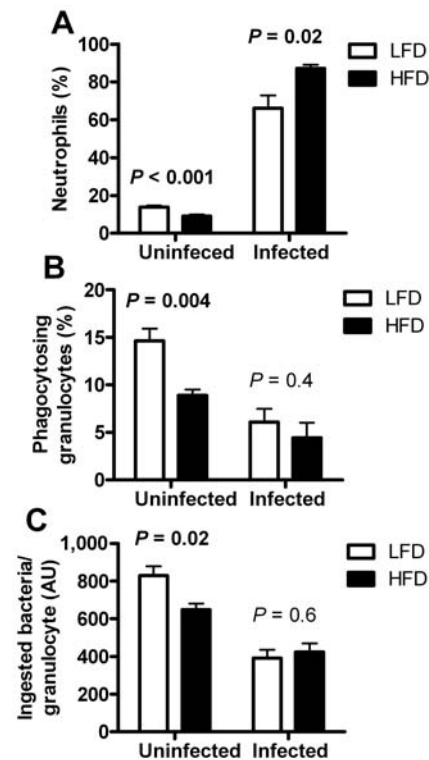 A
100
80
60
40
20
0
Neutrophils (%)
P < 0.001
P = 0.02
LFD
HFD
Uninfeced
Infected
B
20
15
10
5
0
Phagocytosing
granulocytes (%)
P = 0.004
P = 0.4
LFD
HFD
Uninfected
Infected
C
1,000
800
600
400
200
0
Ingested bacteria/
granulocyte (AU)
P = 0.02
P = 0.6
LFD
HFD
Uninfected
Infected